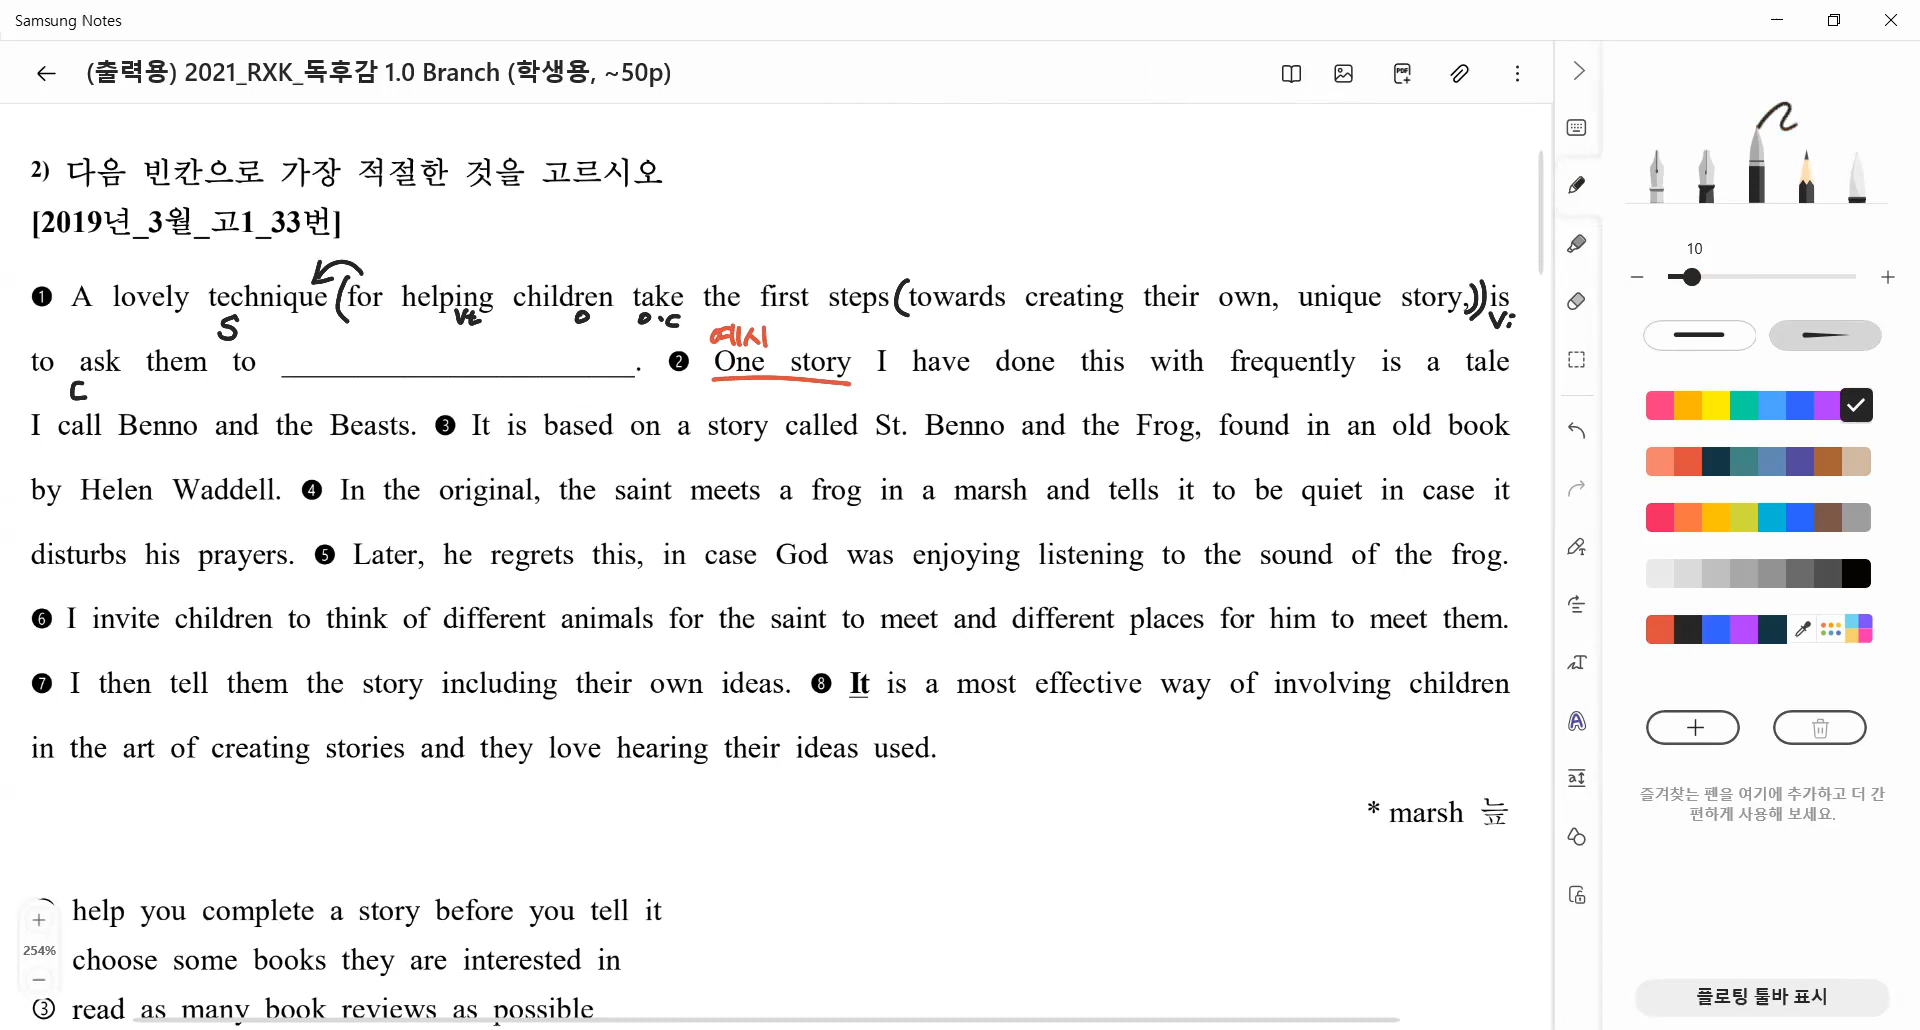 Samsung Notes
(출력용) 2021_RXK_독후감 1.0 Branch (학생용, ~50p)
2) 다음 빈칸으로 가장 적절한 것을 고르시오
[2019년_3월_고1_33번]
❶ A lovely technique (for helping children take the first steps (towards creating their own, unique story,)) is
S Vt O O·C Vi
예시
to ask them to ______________________. ❷ One story I have done this with frequently is a tale
C
I call Benno and the Beasts. ❸ It is based on a story called St. Benno and the Frog, found in an old book
by Helen Waddell. ❹ In the original, the saint meets a frog in a marsh and tells it to be quiet in case it
disturbs his prayers. ❺ Later, he regrets this, in case God was enjoying listening to the sound of the frog.
❻ I invite children to think of different animals for the saint to meet and different places for him to meet them.
❼ I then tell them the story including their own ideas. ❽ It is a most effective way of involving children
in the art of creating stories and they love hearing their ideas used.
* marsh 늪
help you complete a story before you tell it
choose some books they are interested in
③ read as many book reviews as possible
254%
10
즐겨찾는 펜을 여기에 추가하고 더 간
편하게 사용해 보세요.
플로팅 툴바 표시